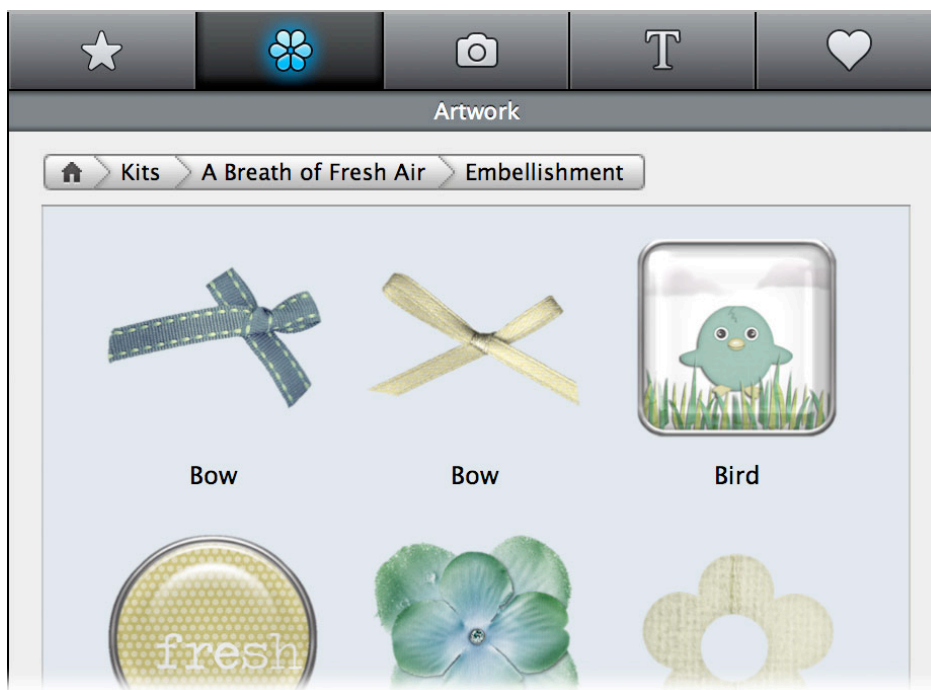 T
Artwork
Kits
A Breath of Fresh Air
Embellishment
Bow
Bow
Bird
fresh